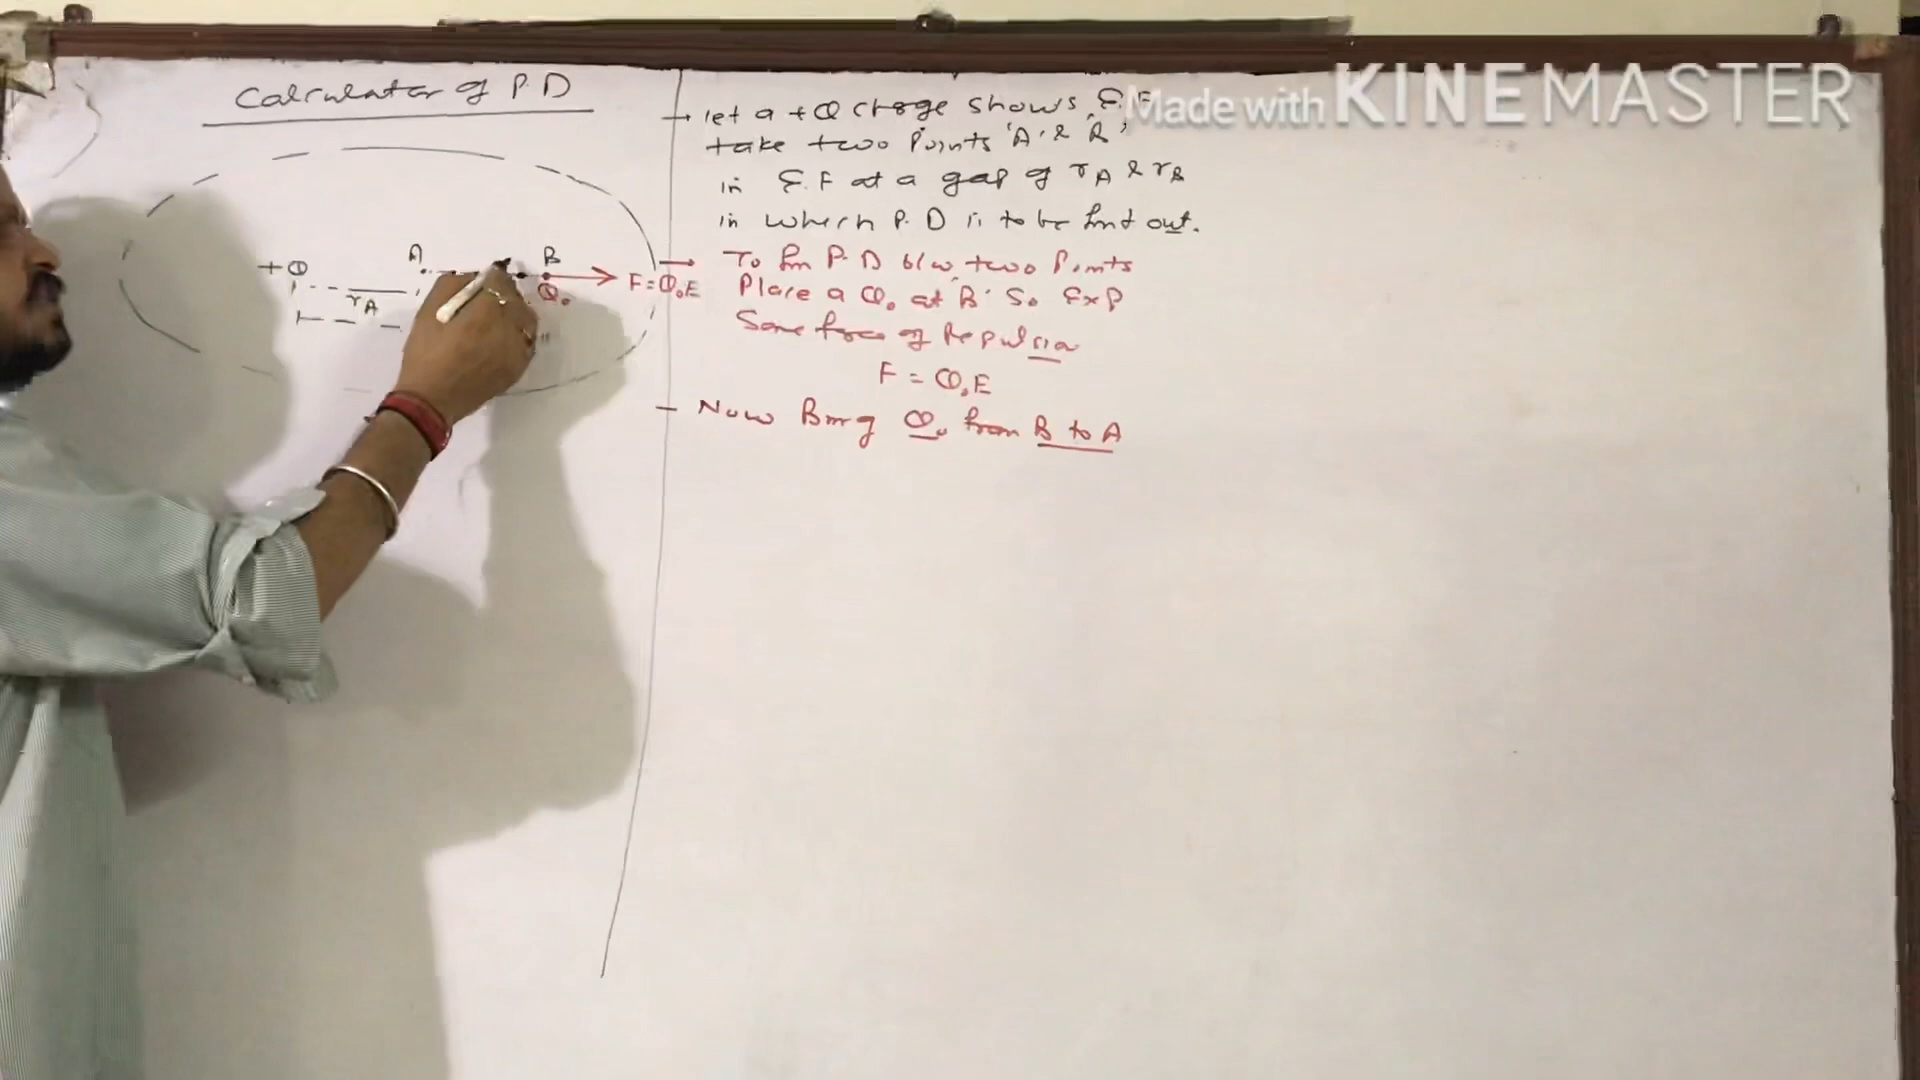 Calculation of P.D
→ let a +Q charge shows E.F
take two Points 'A' & 'B'
in E.F at a gap of rA & rB
in which P.D is to be find out.
→ To fin P.D b/w two Points
Place a Q₀ at 'B' So Exp
Some force of Repulsion
F = Q₀E
- Now Bring Q₀ from B to A
+Q
A
B
rA
Q₀
F = Q₀E
Made with KINEMASTER